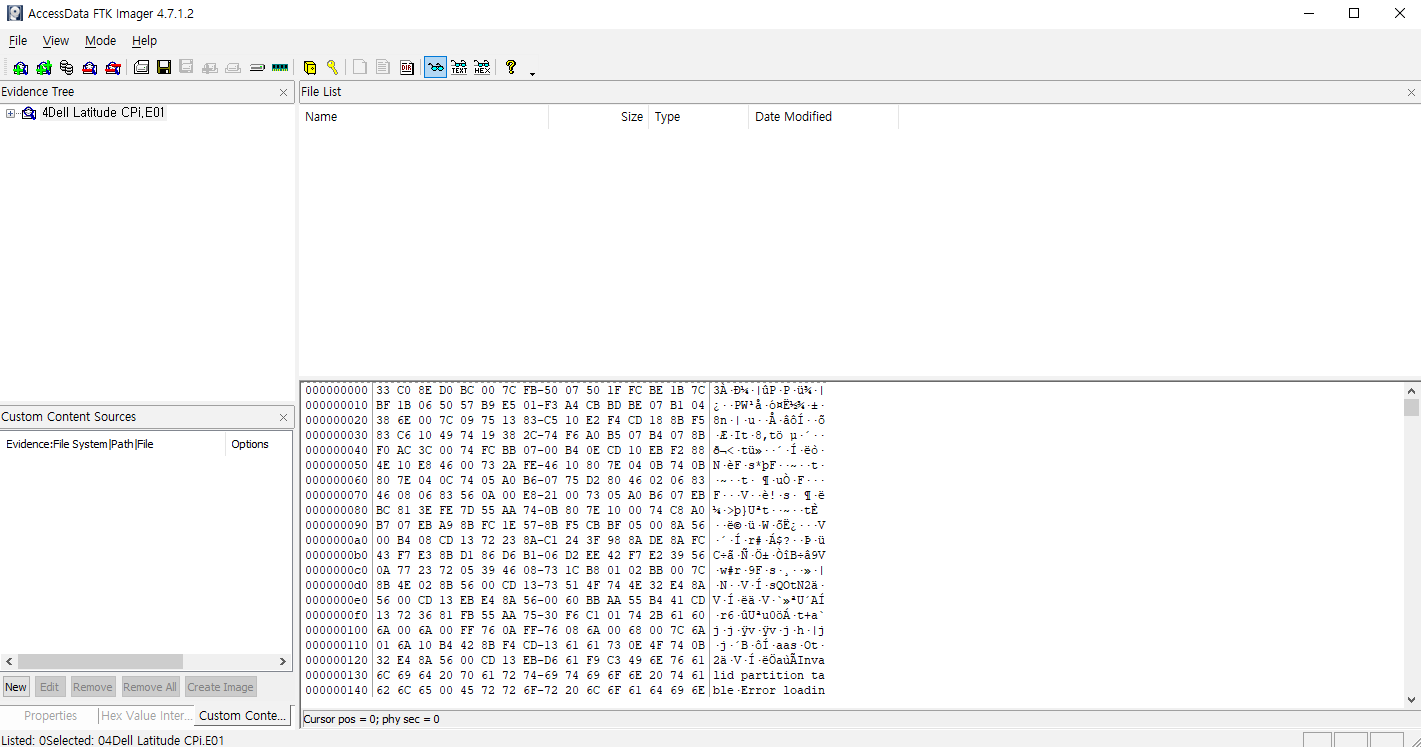 AccessData FTK Imager 4.7.1.2
File View Mode Help
Evidence Tree
4Dell Latitude CPi,E01
File List
Name Size Type Date Modified
Custom Content Sources
Evidence:File System|Path|File Options
New Edit Remove Remove All Create Image
Properties Hex Value Inter... Custom Conte...
000000000 33 C0 8E D0 BC 00 7C FB-50 07 50 1F FC BE 1B 7C 3À·Ð¼·|ûP·P·ü¾·|
000000010 BF 1B 06 50 57 B9 E5 01-F3 A4 CB BD BE 07 B1 04 ¿··PW¹å·ó¤Ë½¾·±·
000000020 38 6E 00 7C 09 75 13 83-C5 10 E2 F4 CD 18 8B F5 8n·|·u··Å·âôÍ··õ
000000030 83 C6 10 49 74 19 38 2C-74 F6 A0 B5 07 B4 07 8B ·Æ·It·8,tö µ·´··
000000040 F0 AC 3C 00 74 FC BB 07-00 B4 0E CD 10 EB F2 88 ð¬<·tü»··´·Í·ëò·
000000050 4E 10 E8 46 00 73 2A FE-46 10 80 7E 04 0B 74 0B N·èF·s*þF··~··t·
000000060 80 7E 04 0C 74 05 A0 B6-07 75 D2 80 46 02 06 83 ·~··t· ¶·uÒ·F···
000000070 46 08 06 83 56 0A 00 E8-21 00 73 05 A0 B6 07 EB F···V··è!·s· ¶·ë
000000080 BC 81 3E FE 7D 55 AA 74-0B 80 7E 10 00 74 C8 A0 ¼·>þ}Uªt··~··tÈ
000000090 B7 07 EB A9 8B FC 1E 57-8B F5 CB BF 05 00 8A 56 ··ë©·ü·W·õË¿···V
0000000a0 00 B4 08 CD 13 72 23 8A-C1 24 3F 98 8A DE 8A FC ·´·Í·r#·Á$?··Þ·ü
0000000b0 43 F7 E3 8B D1 86 D6 B1-06 D2 EE 42 F7 E2 39 56 C÷ã·Ñ·Ö±·ÒîB÷â9V
0000000c0 0A 77 23 72 05 39 46 08-73 1C B8 01 02 BB 00 7C ·w#r·9F·s·¸··»·|
0000000d0 8B 4E 02 8B 56 00 CD 13-73 51 4F 74 4E 32 E4 8A ·N··V·Í·sQOtN2ä·
0000000e0 56 00 CD 13 EB E4 8A 56-00 60 BB AA 55 B4 41 CD V·Í·ëä·V·`»ªU´AÍ
0000000f0 13 72 36 81 FB 55 AA 75-30 F6 C1 01 74 2B 61 60 ·r6·ûUªu0öÁ·t+a`
000000100 6A 00 6A 00 FF 76 0A FF-76 08 6A 00 68 00 7C 6A j·j·ÿv·ÿv·j·h·|j
000000110 01 6A 10 B4 42 8B F4 CD-13 61 61 73 0E 4F 74 0B ·j·´B·ôÍ·aas·Ot·
000000120 32 E4 8A 56 00 CD 13 EB-D6 61 F9 C3 49 6E 76 61 2ä·V·Í·ëÖaùÃInva
000000130 6C 69 64 20 70 61 72 74-69 74 69 6F 6E 20 74 61 lid partition ta
000000140 62 6C 65 00 45 72 72 6F-72 20 6C 6F 61 64 69 6E ble·Error loadin
Cursor pos = 0; phy sec = 0
Listed: 0Selected: 04Dell Latitude CPi.E01